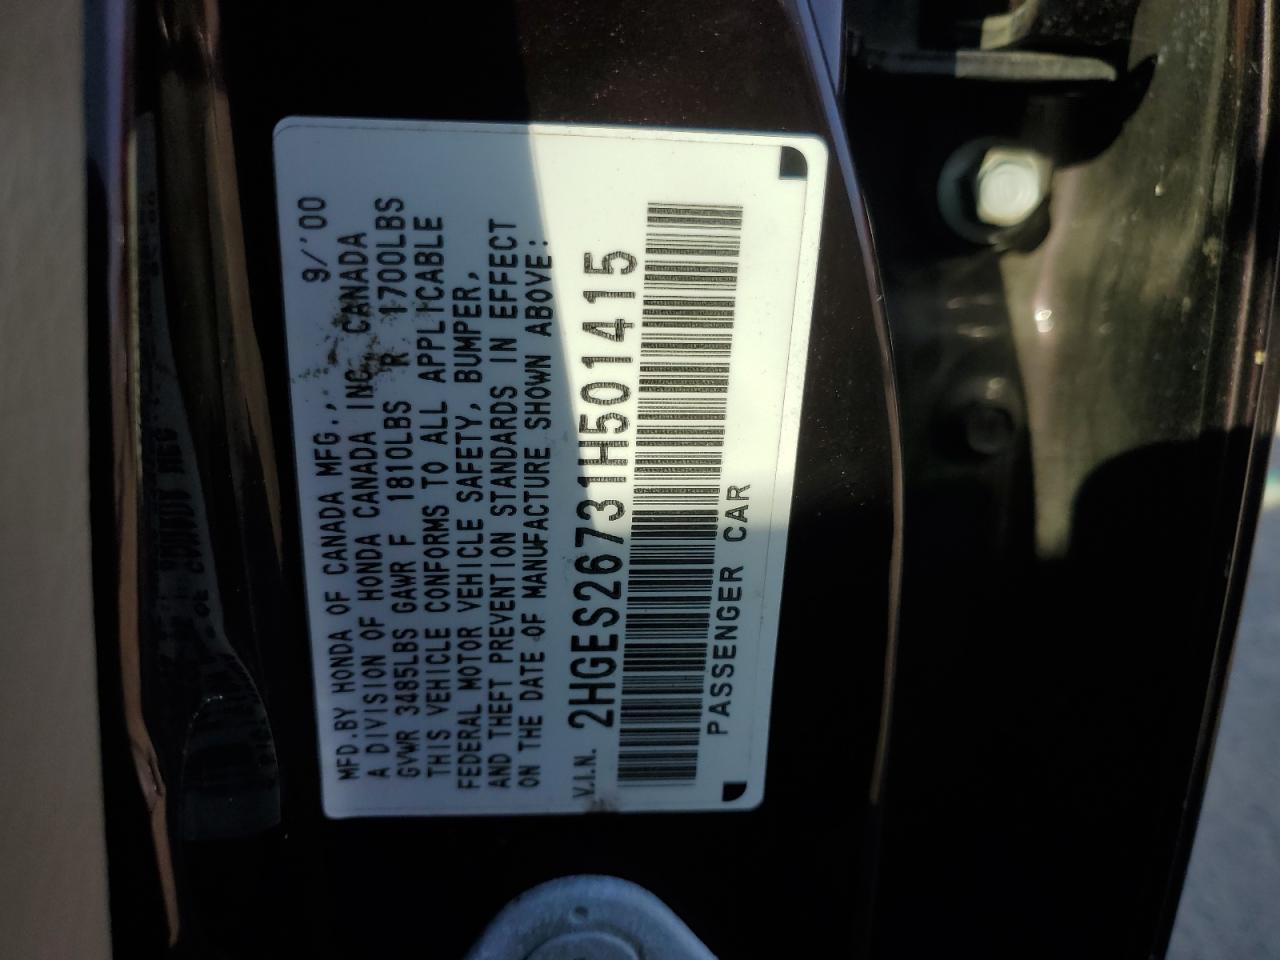 MFD.BY HONDA OF CANADA MFG., 9/'00
A DIVISION OF HONDA CANADA INC. CANADA
GVWR 3485LBS GAWR F 1810LBS R 1700LBS
THIS VEHICLE CONFORMS TO ALL APPLICABLE
FEDERAL MOTOR VEHICLE SAFETY, BUMPER,
AND THEFT PREVENTION STANDARDS IN EFFECT
ON THE DATE OF MANUFACTURE SHOWN ABOVE:
V.I.N. 2HGES26731H501415
PASSENGER CAR